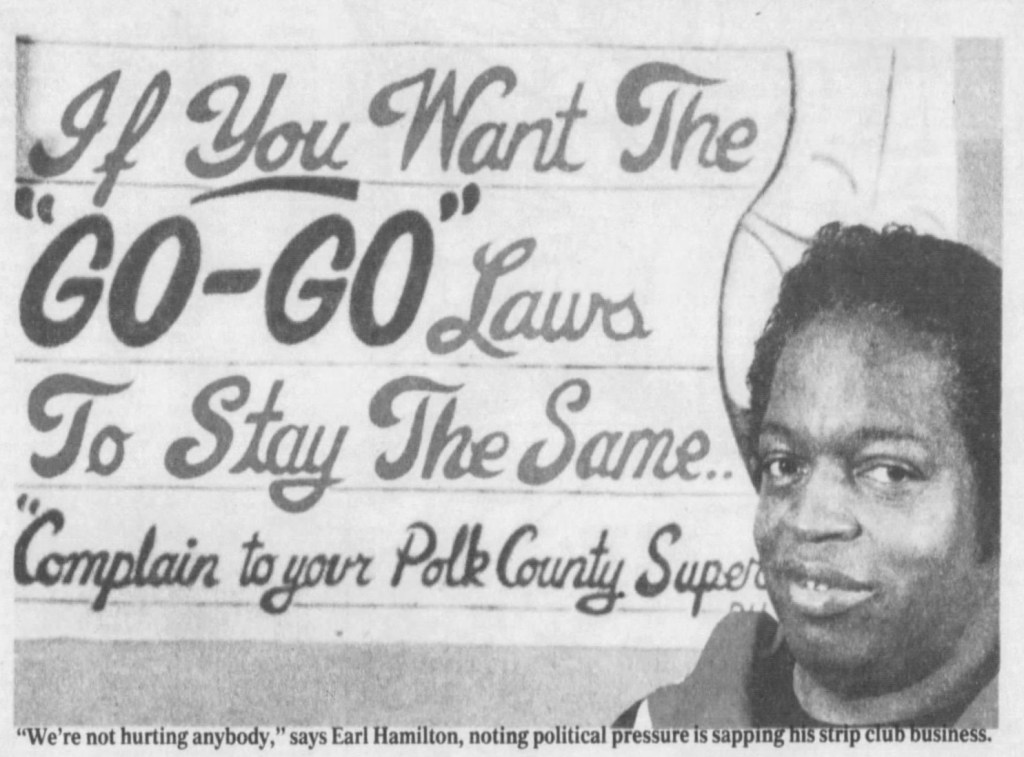 If You Want The
"GO-GO" Laws
To Stay The Same..
"Complain to your Polk County Super
"We're not hurting anybody," says Earl Hamilton, noting political pressure is sapping his strip club business.